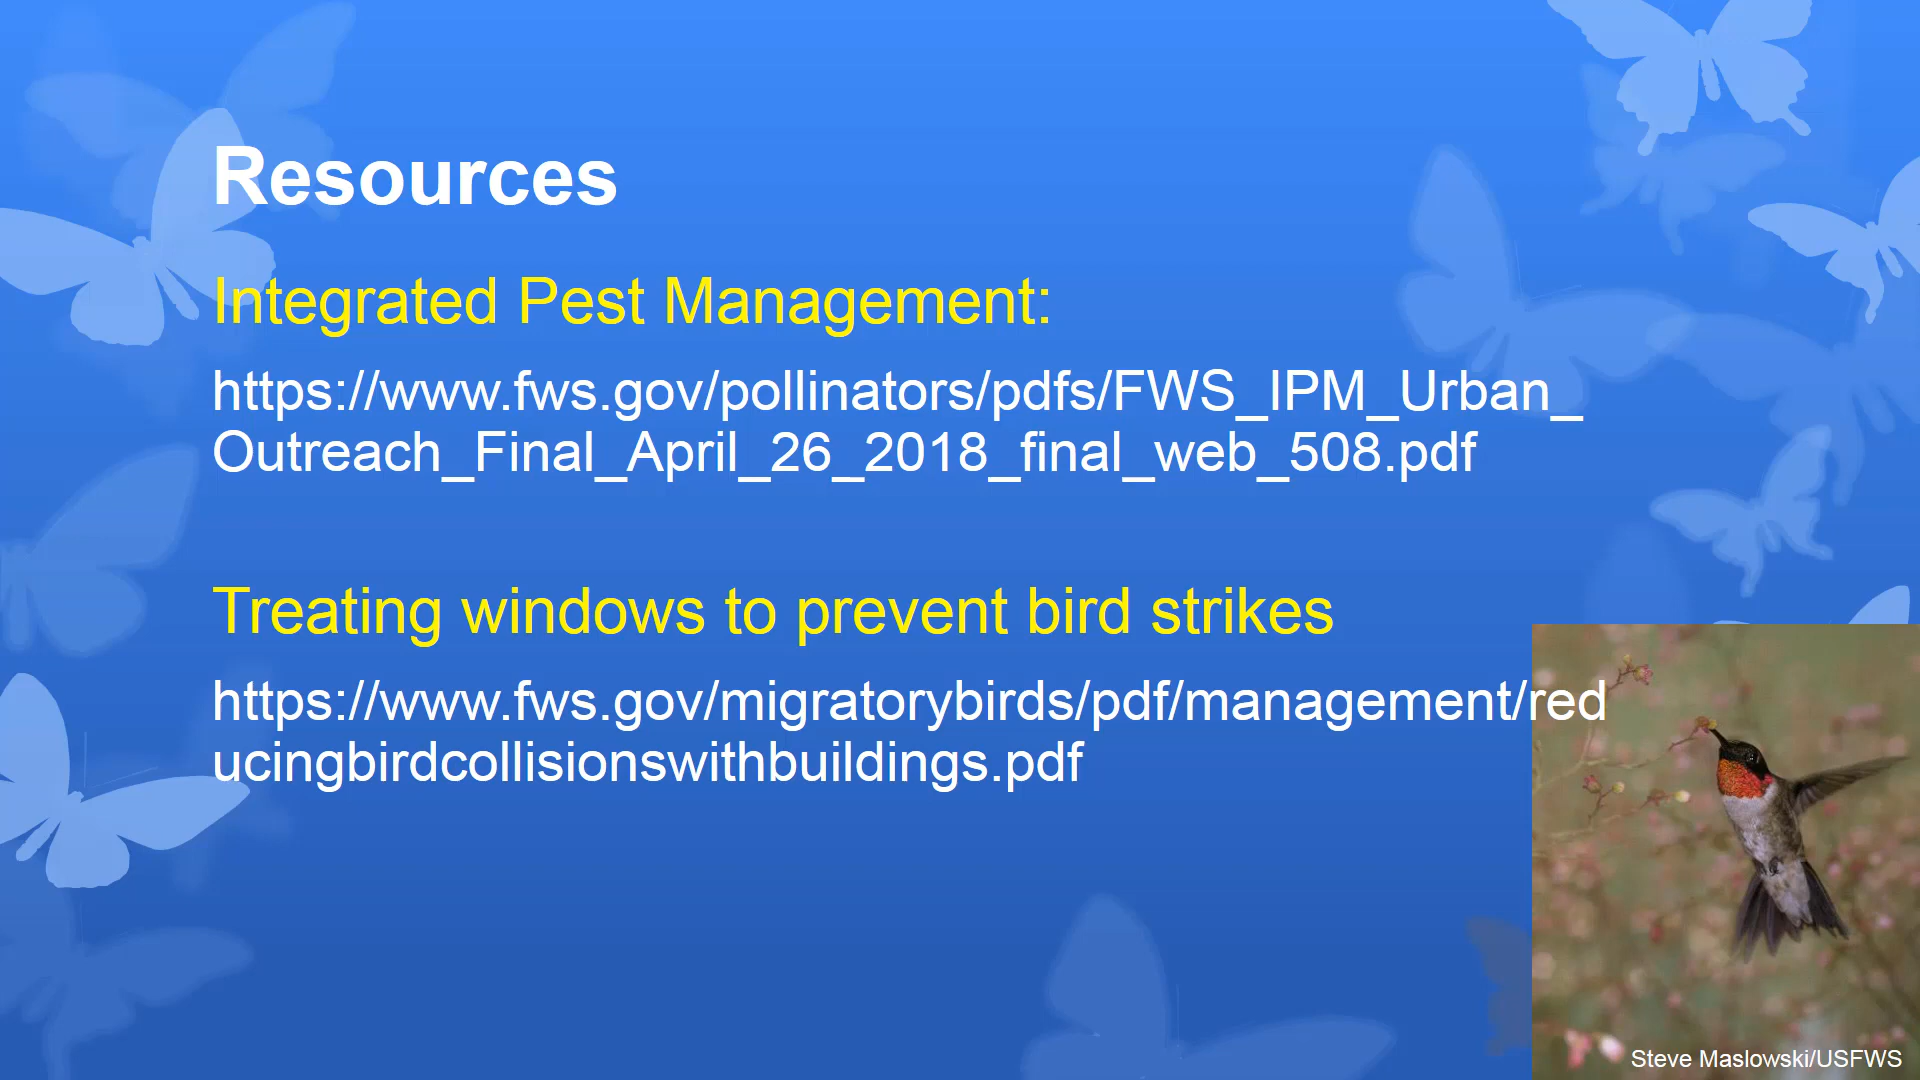 Resources
Integrated Pest Management:
https://www.fws.gov/pollinators/pdfs/FWS_IPM_Urban_
Outreach_Final_April_26_2018_final_web_508.pdf
Treating windows to prevent bird strikes
https://www.fws.gov/migratorybirds/pdf/management/red
ucingbirdcollisionswithbuildings.pdf
Steve Maslowski/USFWS